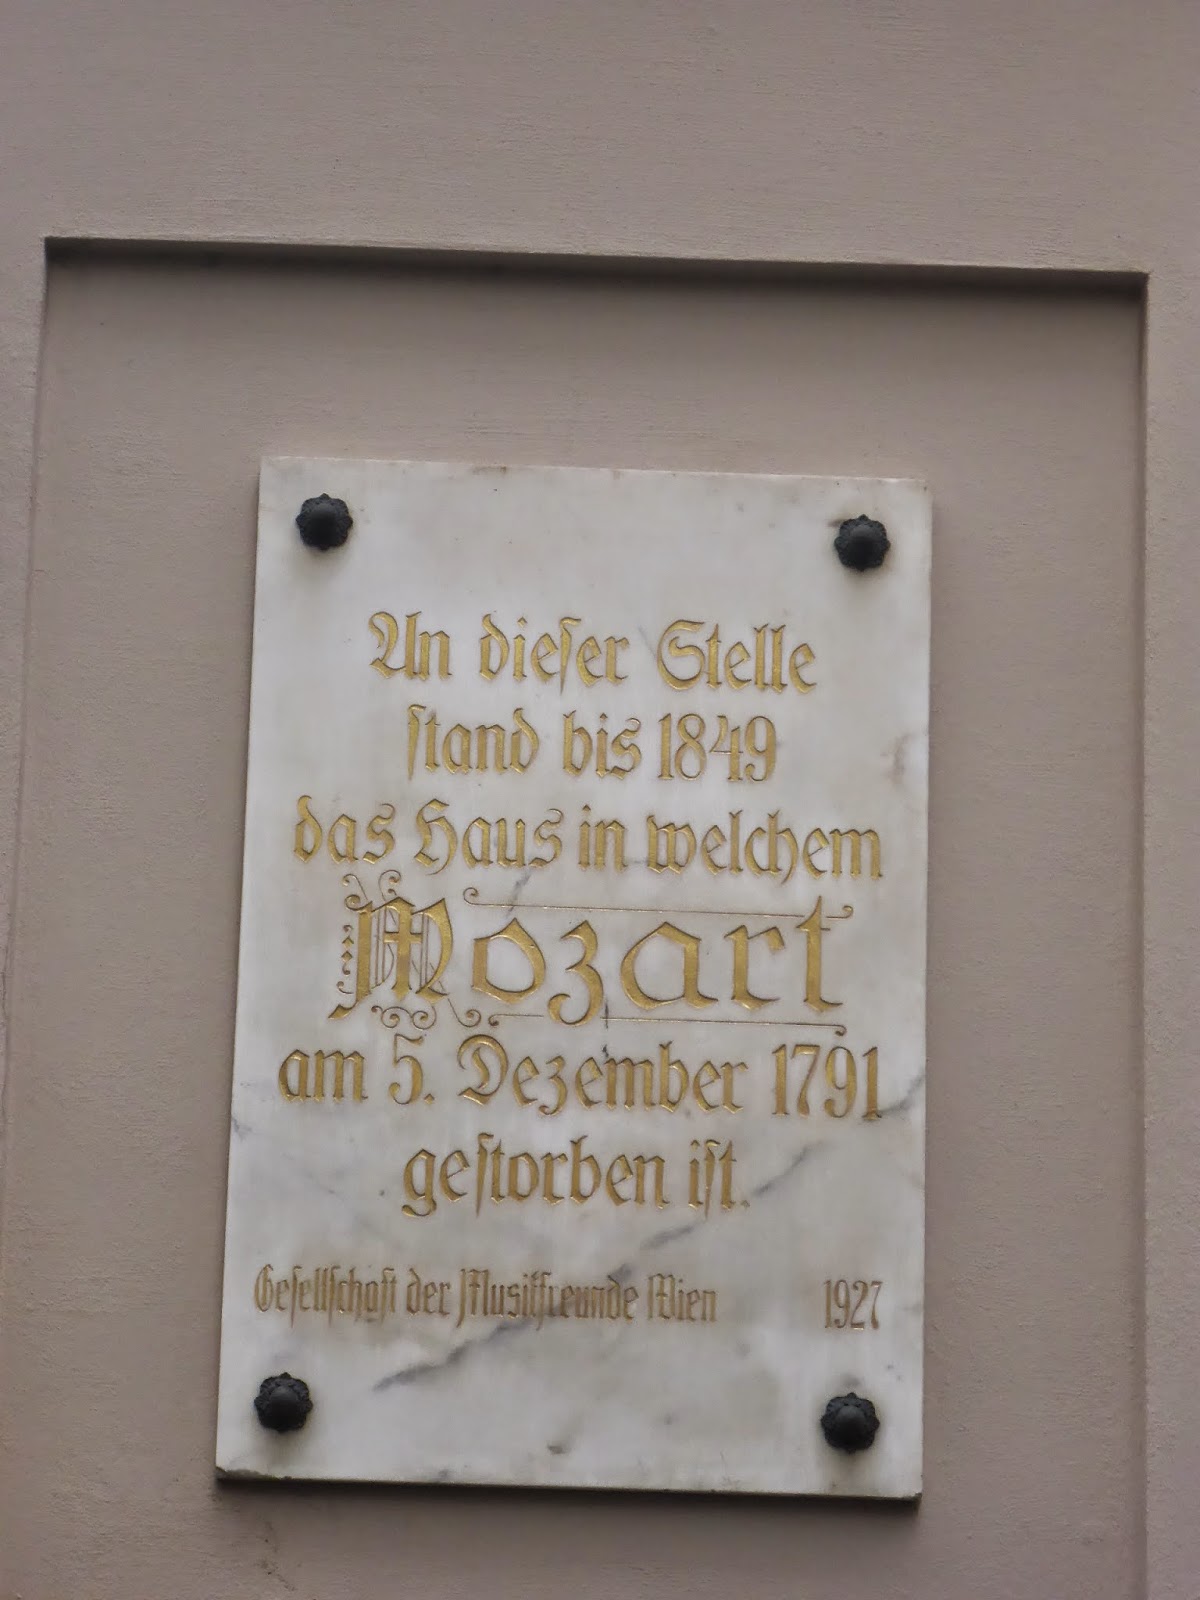 An dieſer Stelle
ſtand bis 1849
das Haus in welchem
Mozart
am 5. Dezember 1791
geſtorben iſt.
Geſellſchaft der Muſikfreunde Wien 1927